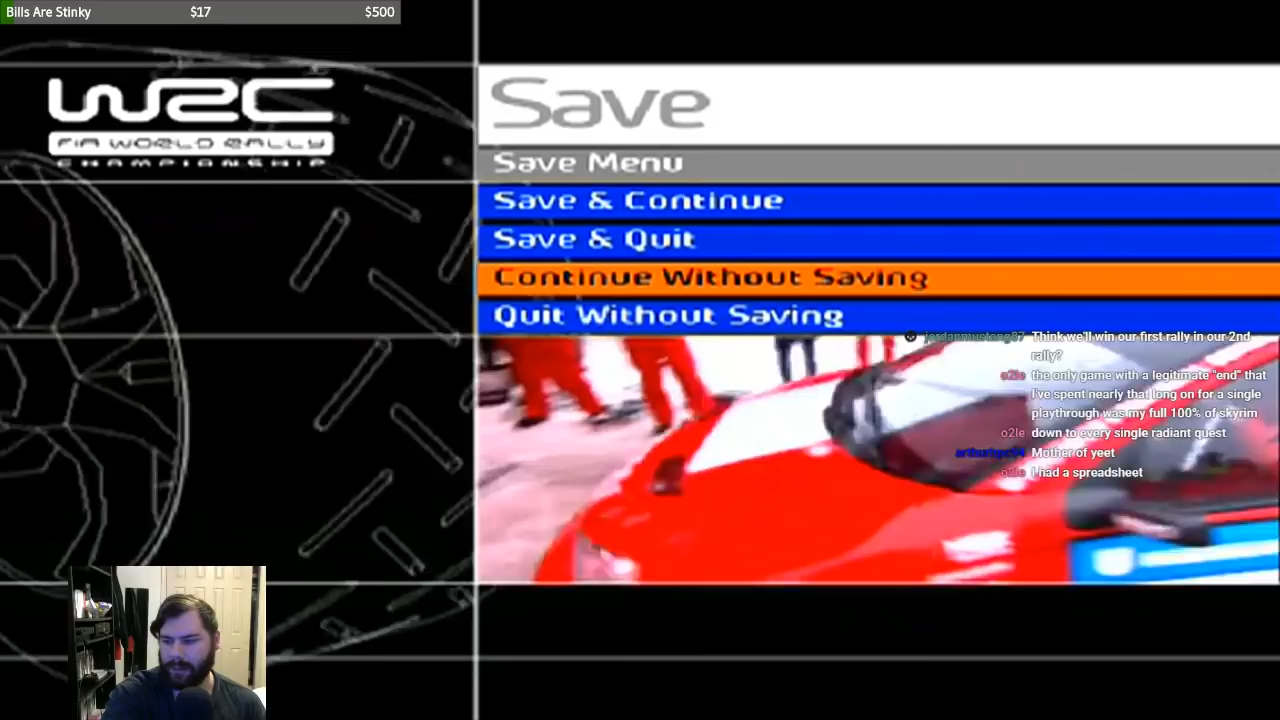 Bills Are Stinky $17 $500
WRC
FIA WORLD RALLY
CHAMPIONSHIP
Save
Save Menu
Save & Continue
Save & Quit
Continue Without Saving
Quit Without Saving
jordanmustang87 Think we'll win our first rally in our 2nd
rally?
o2le the only game with a legitimate "end" that
I've spent nearly that long on for a single
playthrough was my full 100% of skyrim
o2le down to every single radiant quest
Mother of yeet
o2le I had a spreadsheet